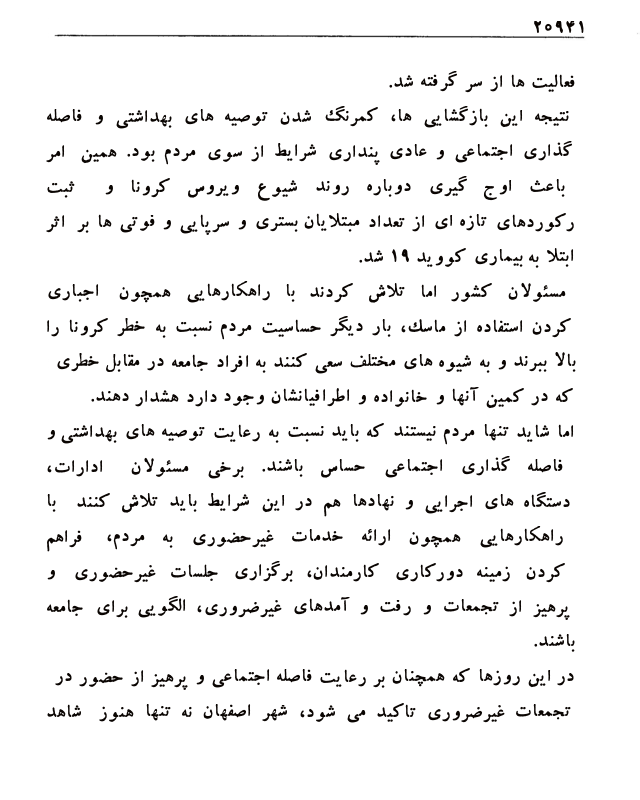 ۲۰۹۴۱
فعالیت ها از سر گرفته شد.
نتیجه این بازگشایی ها، کمرنگ شدن توصیه های بهداشتی و فاصله
گذاری اجتماعی و عادی پنداری شرایط از سوی مردم بود. همین امر
باعث اوج گیری دوباره روند شیوع ویروس کرونا و ثبت
رکوردهای تازه ای از تعداد مبتلایان بستری و سرپایی و فوتی ها بر اثر
ابتلا به بیماری کووید ۱۹ شد.
مسئولان کشور اما تلاش کردند با راهکارهایی همچون اجباری
کردن استفاده از ماسک، بار دیگر حساسیت مردم نسبت به خطر کرونا را
بالا ببرند و به شیوه های مختلف سعی کنند به افراد جامعه در مقابل خطری
که در کمین آنها و خانواده و اطرافیانشان وجود دارد هشدار دهند.
اما شاید تنها مردم نیستند که باید نسبت به رعایت توصیه های بهداشتی و
فاصله گذاری اجتماعی حساس باشند. برخی مسئولان ادارات،
دستگاه های اجرایی و نهادها هم در این شرایط باید تلاش کنند با
راهکارهایی همچون ارائه خدمات غیرحضوری به مردم، فراهم
کردن زمینه دورکاری کارمندان، برگزاری جلسات غیرحضوری و
پرهیز از تجمعات و رفت و آمدهای غیرضروری، الگویی برای جامعه
باشند.
در این روزها که همچنان بر رعایت فاصله اجتماعی و پرهیز از حضور در
تجمعات غیرضروری تاکید می شود، شهر اصفهان نه تنها هنوز شاهد